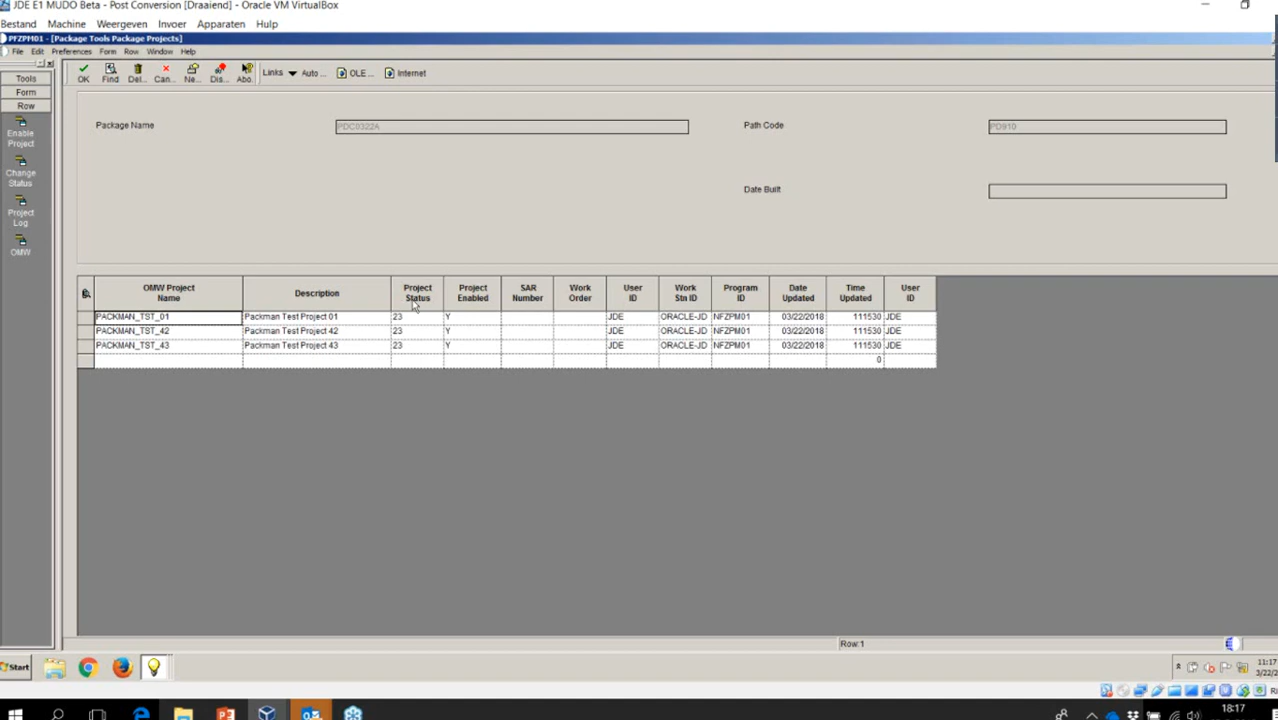 JDE E1 MUDO Beta - Post Conversion [Draaiend] - Oracle VM VirtualBox
Bestand Machine Weergeven Invoer Apparaten Hulp
PFZPM01 - [Package Tools Package Projects]
File Edit Preferences Form Row Window Help
OK Find Del... Can... Ne... Dis... Abo. Links Auto ... OLE ... Internet
Tools
Form
Row
Enable
Project
Change
Status
Project
Log
OMW
Package Name PDC0322A Path Code PD910
Date Built
OMW Project Name Description Project Status Project Enabled SAR Number Work Order User ID Work Stn ID Program ID Date Updated Time Updated User ID
PACKMAN_TST_01 Packman Test Project 01 23 Y JDE ORACLE-JD NFZPM01 03/22/2018 111530 JDE
PACKMAN_TST_42 Packman Test Project 42 23 Y JDE ORACLE-JD NFZPM01 03/22/2018 111530 JDE
PACKMAN_TST_43 Packman Test Project 43 23 Y JDE ORACLE-JD NFZPM01 03/22/2018 111530 JDE
0
Row:1
Start
11:17
3/22/2
18:17